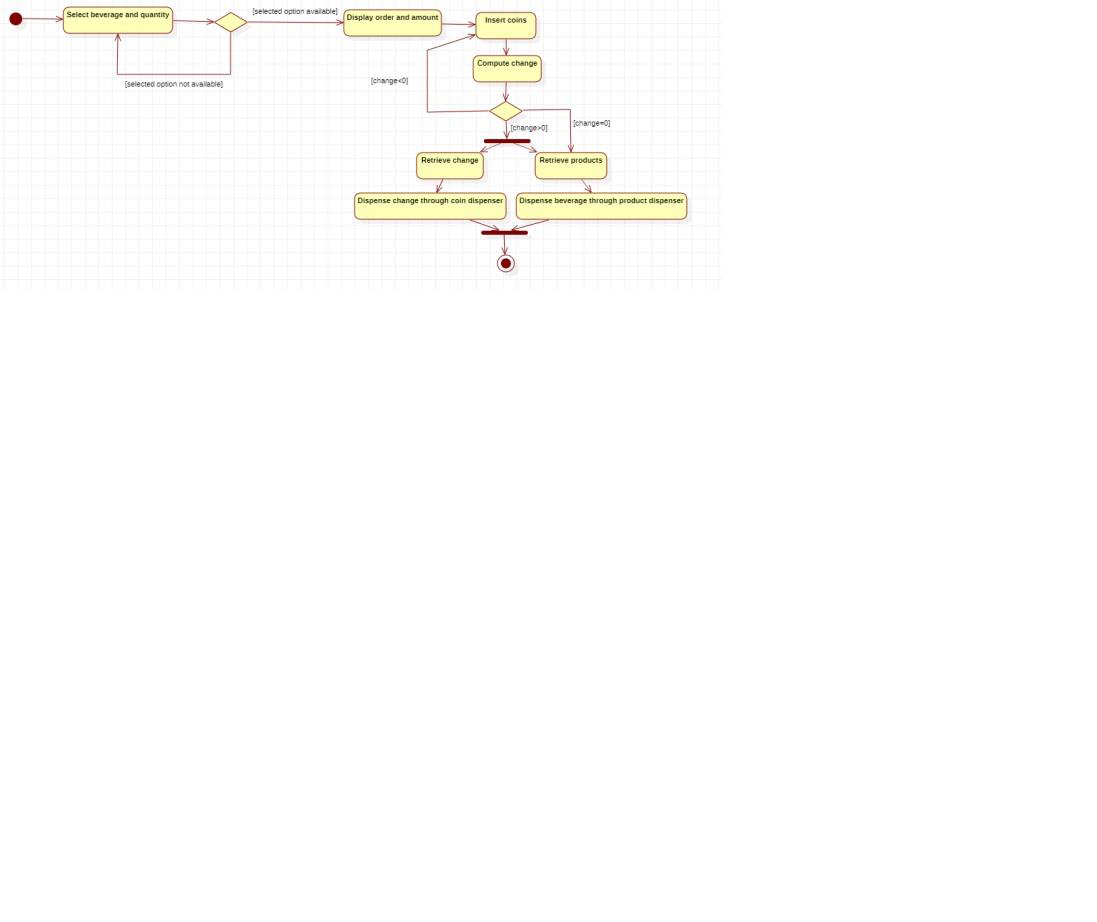 Select beverage and quantity
[selected option available]
Display order and amount
Insert coins
[selected option not available]
Compute change
[change<0]
[change>0]
[change=0]
Retrieve change
Retrieve products
Dispense change through coin dispenser
Dispense beverage through product dispenser